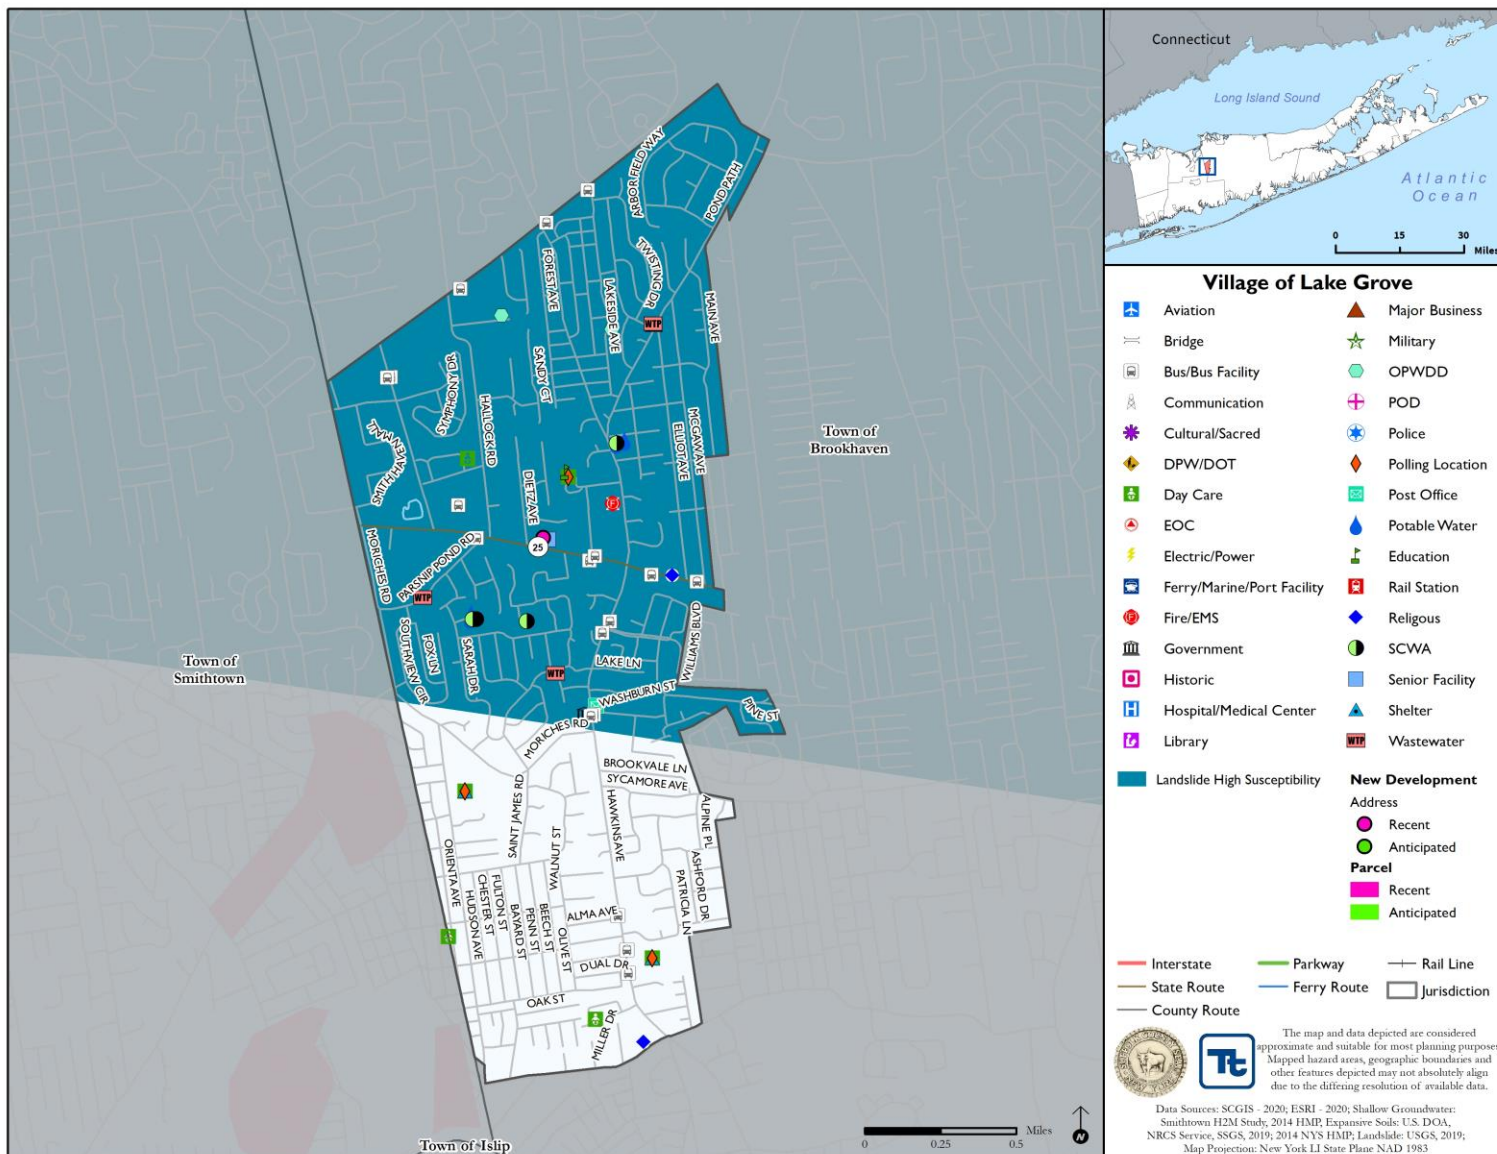 Connecticut
Long Island Sound
Atlantic
Ocean
0 15 30
Miles
ARBOR FIELD WAY
POND PATH
TWISTING DR
FOREST AVE
LAKESIDE AVE
MAIN AVE
WTP
SANDY CT
SYMPHONY DR
HALLOCK RD
SMITH HAVEN MALL
MCGAW AVE
ELLIOT AVE
DIETZ AVE
Town of
Brookhaven
25
MORICHES RD
PARSNIP POND RD
WTP
SOUTHVIEW CIR
FOX LN
SARAH DR
WILLIAMS BLVD
LAKE LN
WTP
WASHBURN ST
PINE ST
Town of
Smithtown
MORICHES RD
BROOKVALE LN
SYCAMORE AVE
SAINT JAMES RD
HAWKINS AVE
ALPINE PL
WALNUT ST
ORIENTA AVE
HUDSON AVE
CHESTER ST
FULTON ST
BAYARD ST
PENN ST
BEECH ST
OLIVE ST
ALMA AVE
PATRICIA LN
ASHFORD DR
DUAL DR
OAK ST
MILLER DR
Town of Islip
Miles
0 0.25 0.5
N
Village of Lake Grove
Aviation
Bridge
Bus/Bus Facility
Communication
Cultural/Sacred
DPW/DOT
Day Care
EOC
Electric/Power
Ferry/Marine/Port Facility
F Fire/EMS
Government
Historic
H Hospital/Medical Center
Library
Major Business
Military
OPWDD
POD
Police
Polling Location
Post Office
Potable Water
Education
Rail Station
Religous
SCWA
Senior Facility
Shelter
WTP Wastewater
Landslide High Susceptibility
New Development
Address
Recent
Anticipated
Parcel
Recent
Anticipated
Interstate
State Route
County Route
Parkway
Ferry Route
Rail Line
Jurisdiction
Tt
The map and data depicted are considered
approximate and suitable for most planning purposes
Mapped hazard areas, geographic boundaries and
other features depicted may not absolutely align
due to the differing resolution of available data.
Data Sources: SCGIS - 2020; ESRI - 2020; Shallow Groundwater:
Smithtown H2M Study, 2014 HMP, Expansive Soils: U.S. DOA,
NRCS Service, SSGS, 2019; 2014 NYS HMP; Landslide: USGS, 2019;
Map Projection: New York LI State Plane NAD 1983